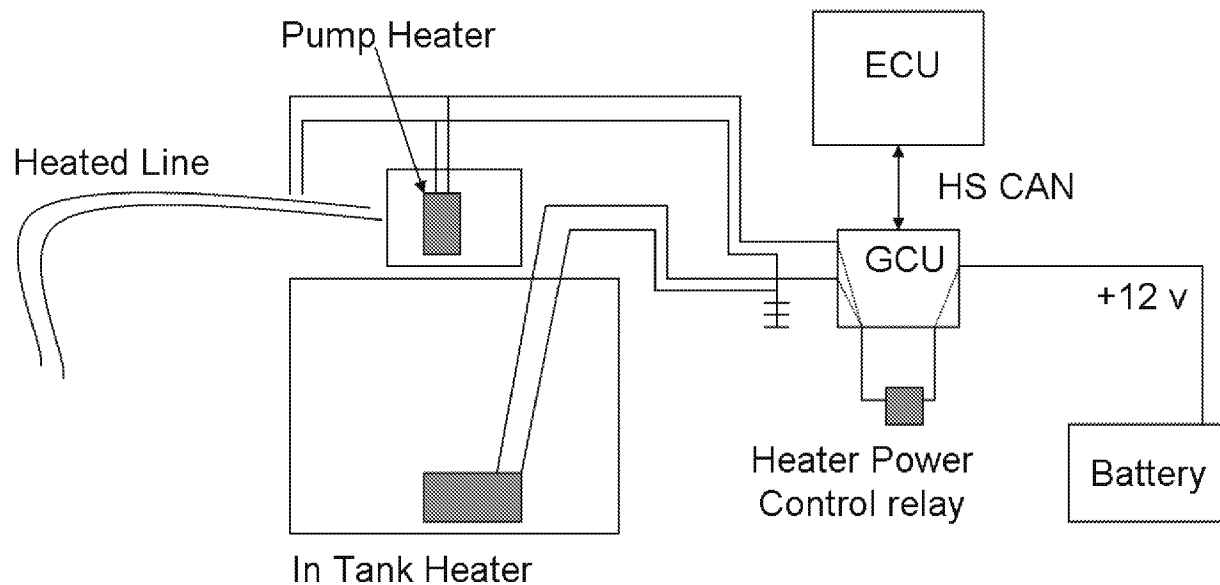 Pump Heater
ECU
Heated Line
HS CAN
GCU
+12 v
Heater Power
Control relay
Battery
In Tank Heater